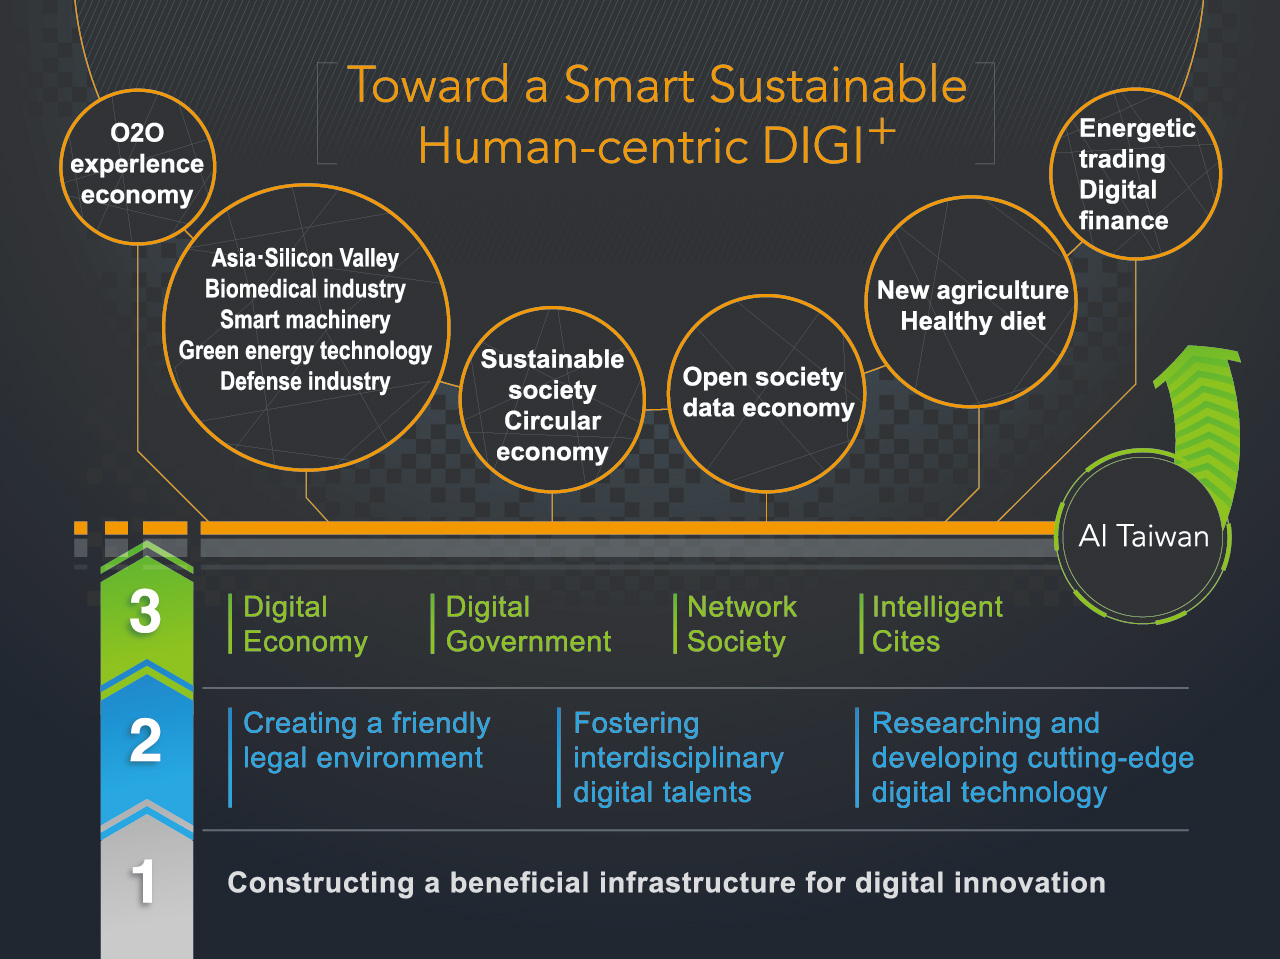 Toward a Smart Sustainable
Human-centric DIGI+
O2O
experlence
economy
Asia·Silicon Valley
Biomedical industry
Smart machinery
Green energy technology
Defense industry
Sustainable
society
Circular
economy
Open society
data economy
New agriculture
Healthy diet
Energetic
trading
Digital
finance
AI Taiwan
3
Digital
Economy
Digital
Government
Network
Society
Intelligent
Cites
2
Creating a friendly
legal environment
Fostering
interdisciplinary
digital talents
Researching and
developing cutting-edge
digital technology
1
Constructing a beneficial infrastructure for digital innovation